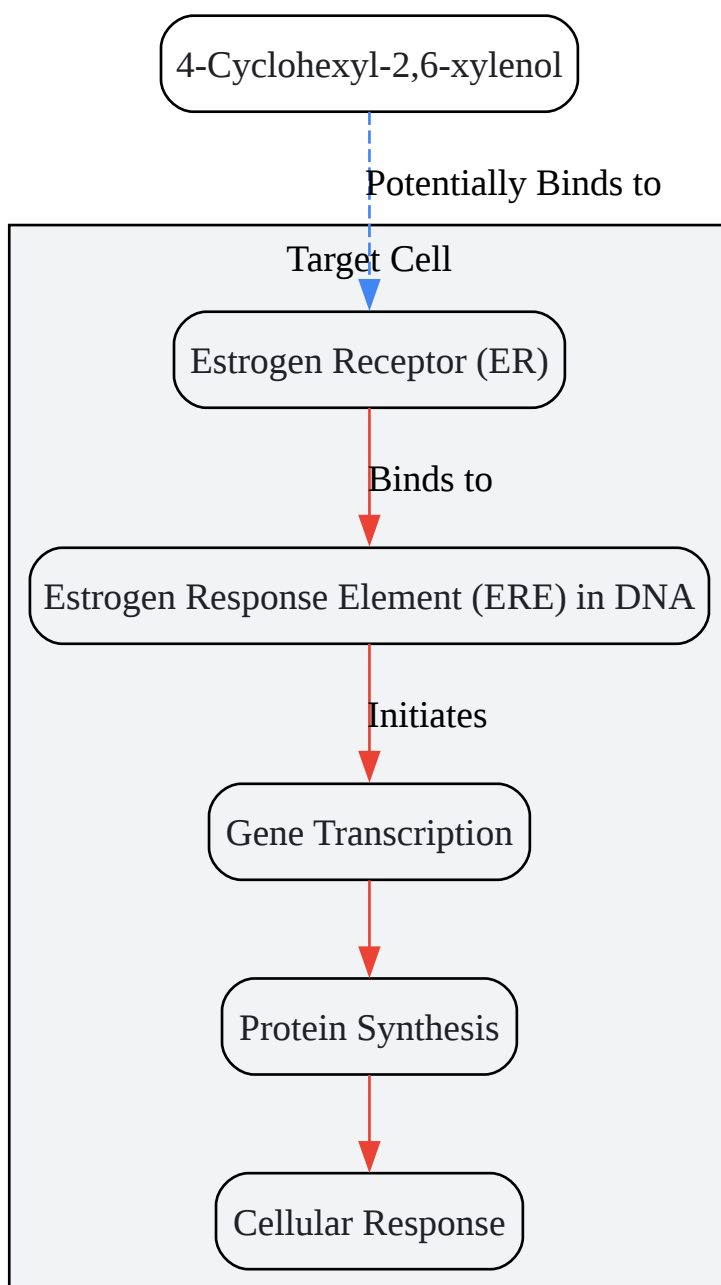 4-Cyclohexyl-2,6-xylenol
Potentially Binds to
Target Cell
Estrogen Receptor (ER)
Binds to
Estrogen Response Element (ERE) in DNA
Initiates
Gene Transcription
Protein Synthesis
Cellular Response